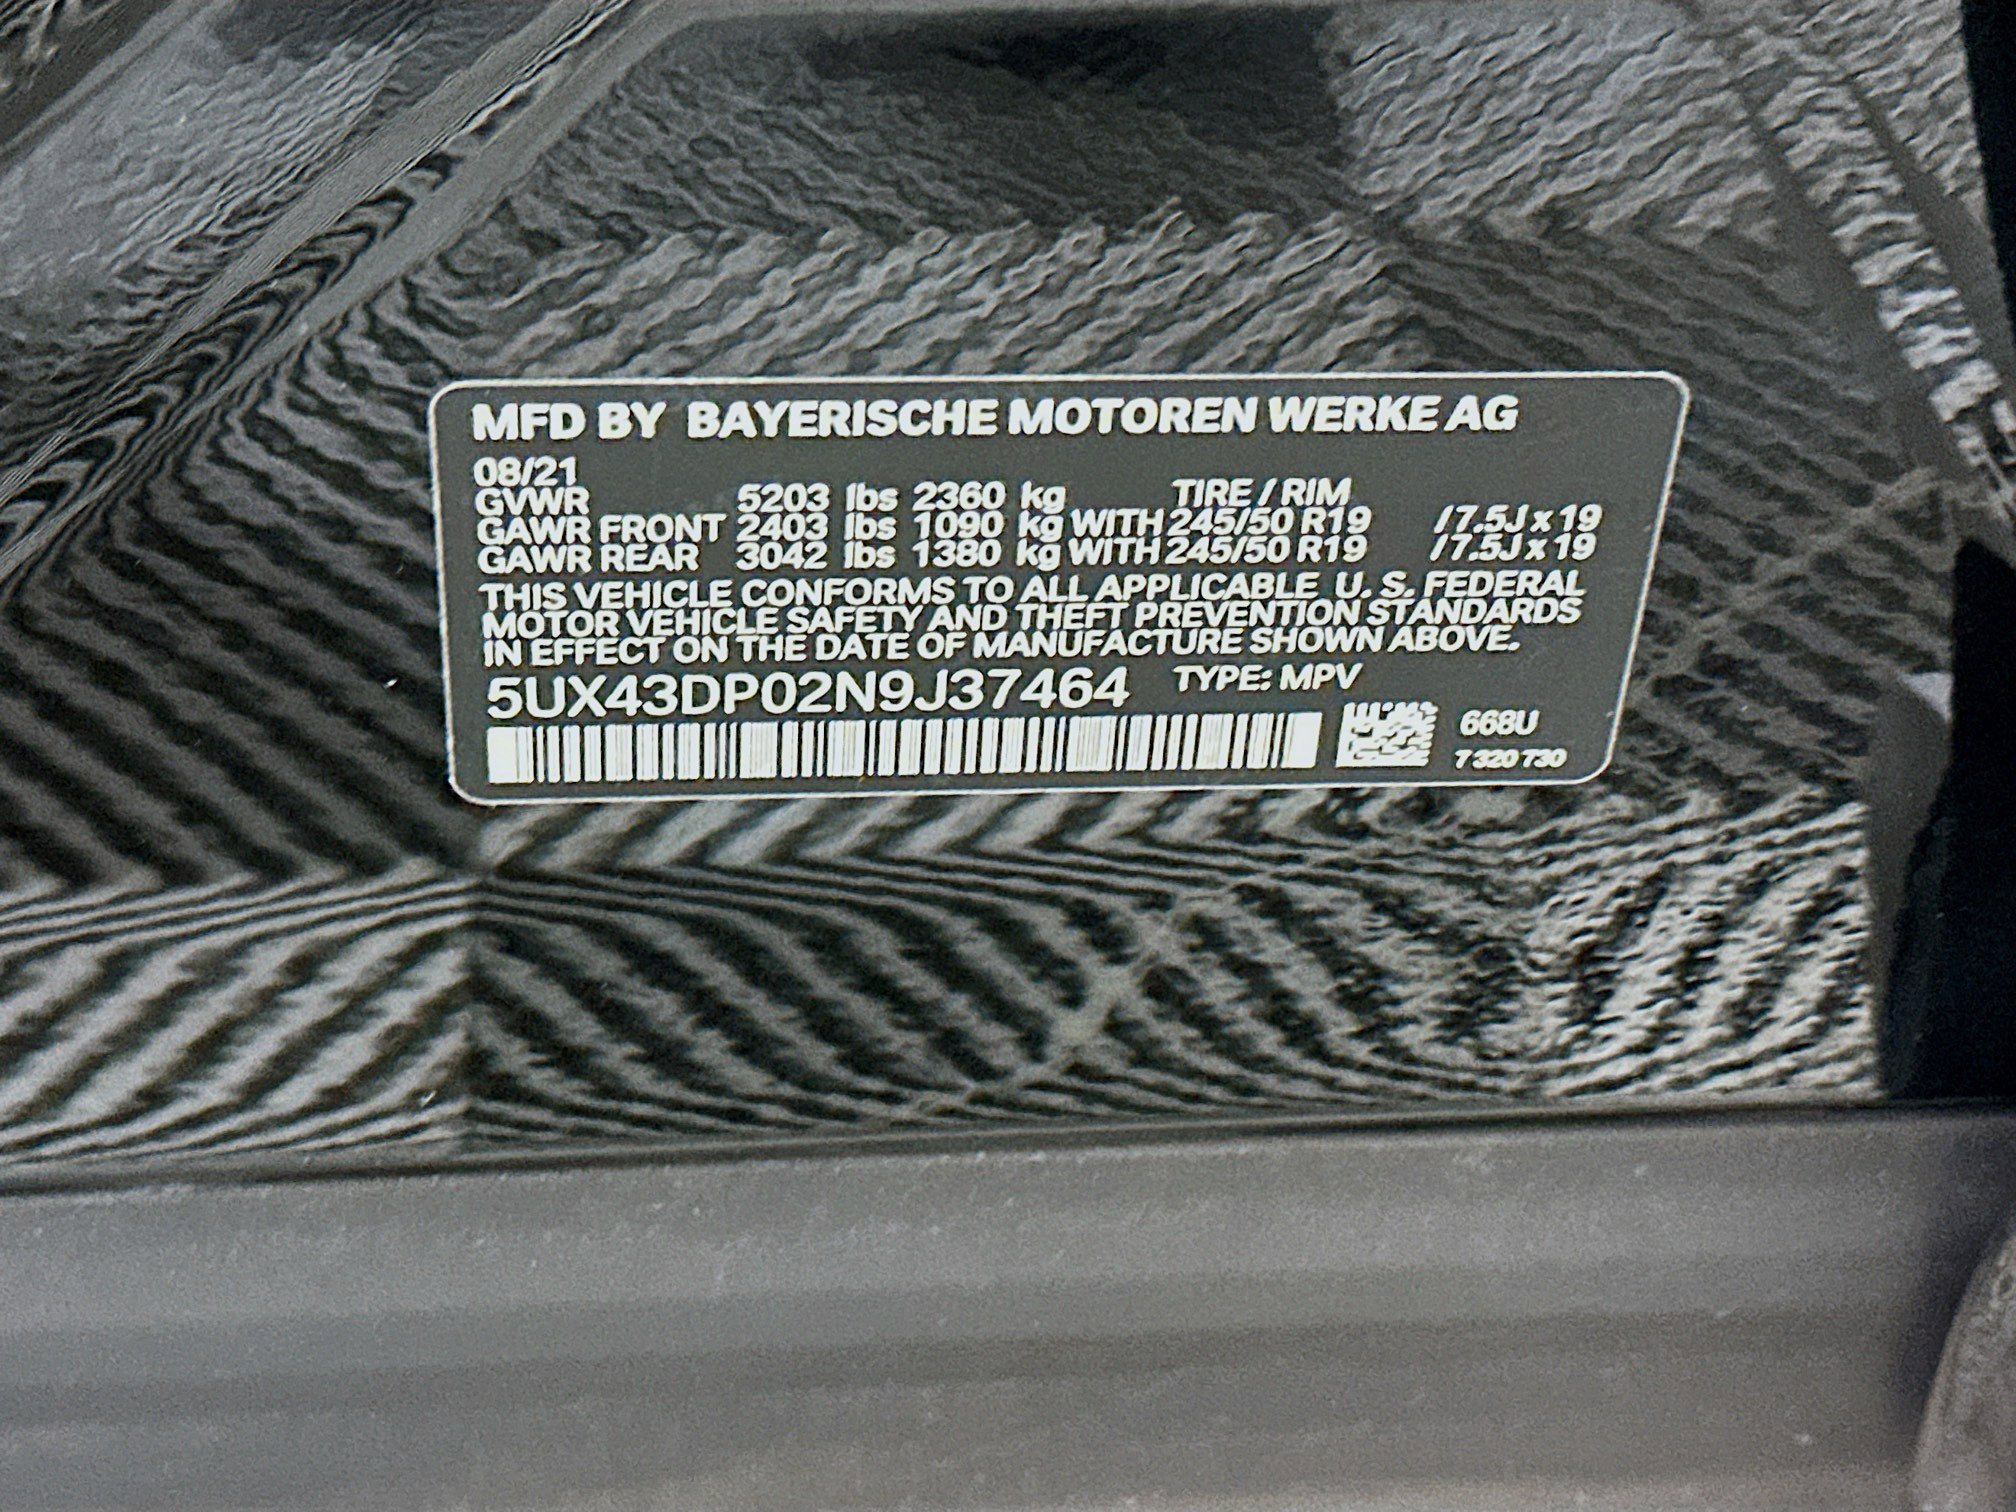 MFD BY BAYERISCHE MOTOREN WERKE AG
08/21
GVWR 5203 lbs 2360 kg TIRE / RIM
GAWR FRONT 2403 lbs 1090 kg WITH 245/50 R19 / 7.5J x 19
GAWR REAR 3042 lbs 1380 kg WITH 245/50 R19 / 7.5J x 19
THIS VEHICLE CONFORMS TO ALL APPLICABLE U. S. FEDERAL
MOTOR VEHICLE SAFETY AND THEFT PREVENTION STANDARDS
IN EFFECT ON THE DATE OF MANUFACTURE SHOWN ABOVE.
5UX43DP02N9J37464 TYPE: MPV
668U
7 320 730